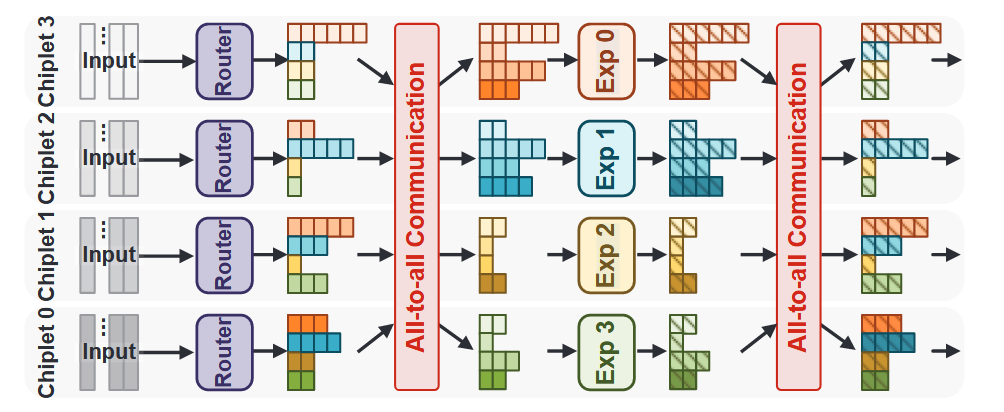 Chiplet 3
...
Input
Router
Exp 0
Chiplet 2
...
Input
Router
Exp 1
Chiplet 1
...
Input
Router
Exp 2
Chiplet 0
...
Input
Router
Exp 3
All-to-all Communication
All-to-all Communication